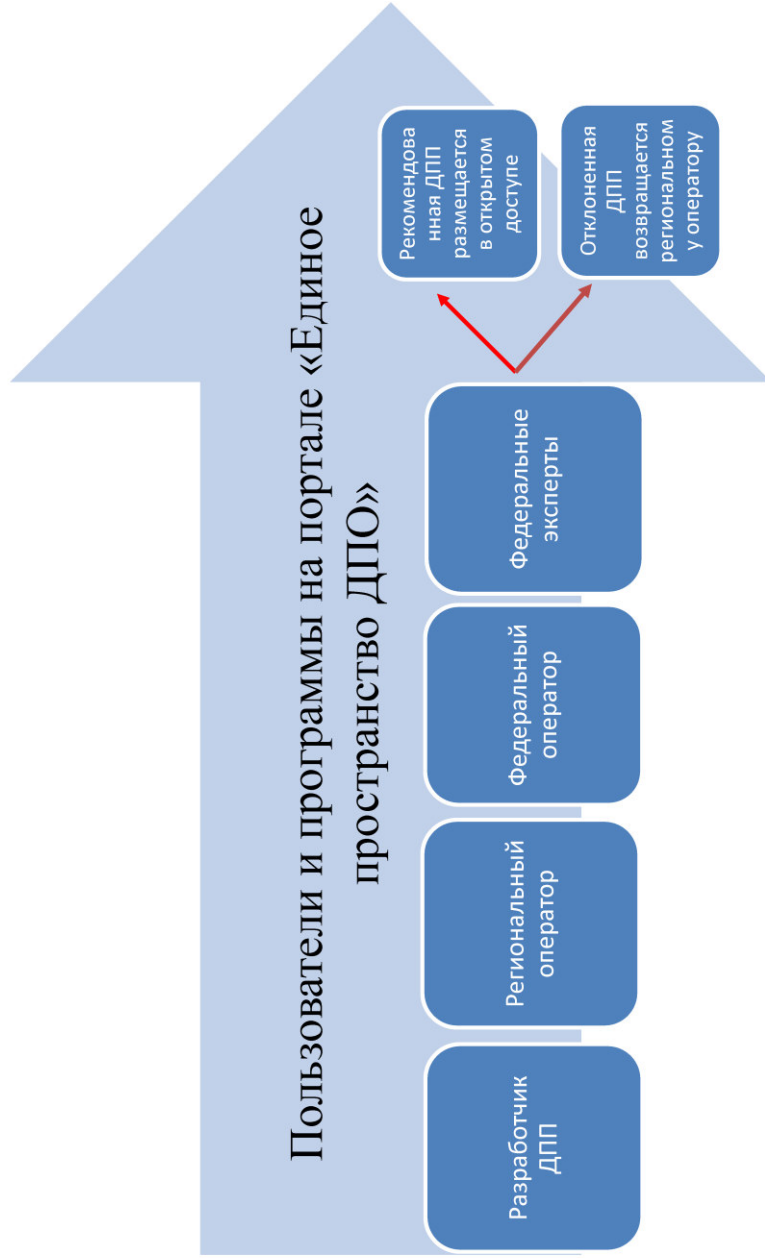 Пользователи и программы на портале «Единое
пространство ДПО»
Разработчик
ДПП
Региональный
оператор
Федеральный
оператор
Федеральные
эксперты
Рекомендова
нная ДПП
размещается
в открытом
доступе
Отклоненная
ДПП
возвращается
региональном
у оператору